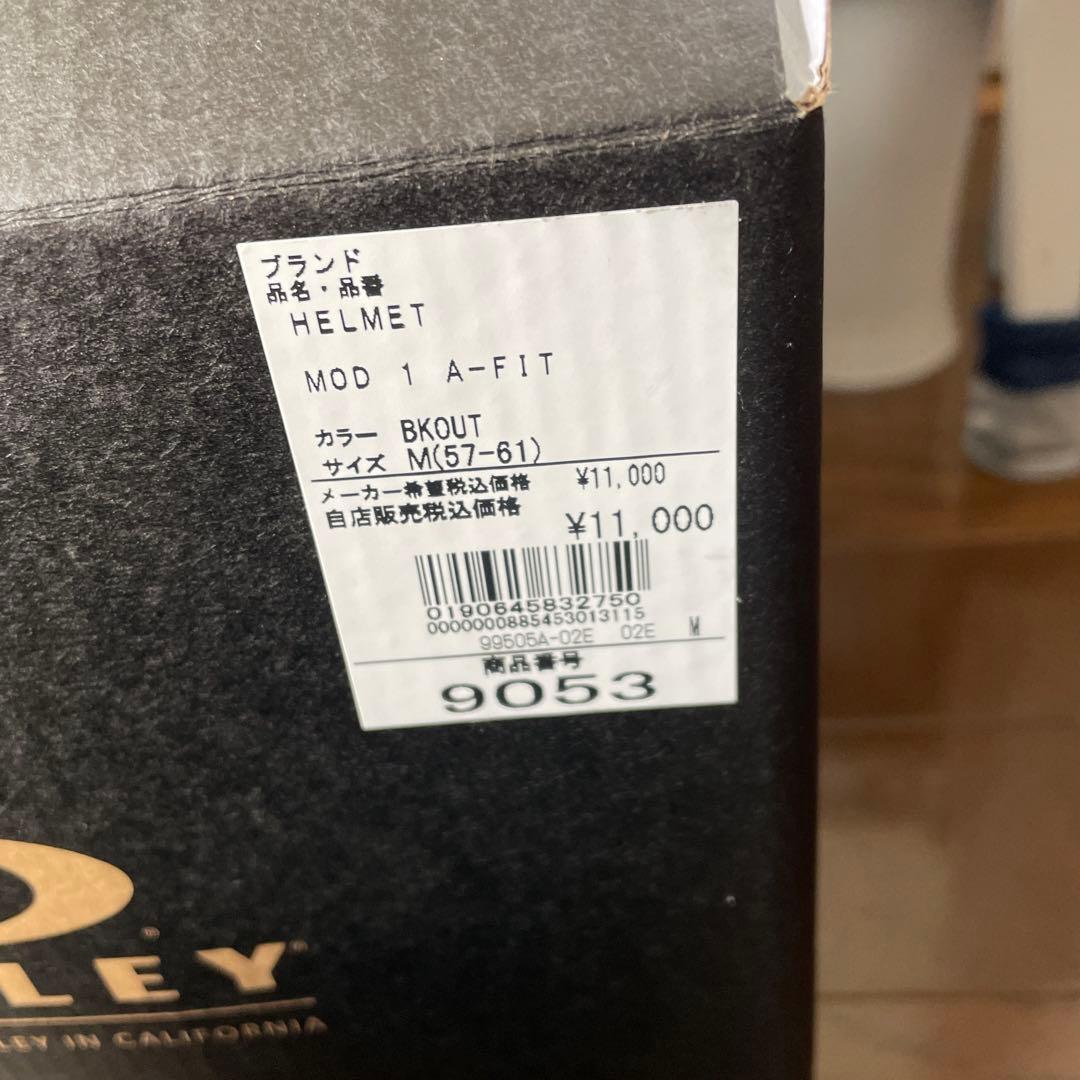 ブランド
品名・品番
HELMET
MOD 1 A-FIT
カラー BKOUT
サイズ M(57-61)
メーカー希望税込価格 ¥11,000
自店販売税込価格 ¥11,000
0190645832750
0000000885453013115
99505A-02E 02E M
商品番号
9053
LEY™
LEY IN CALIFORNIA